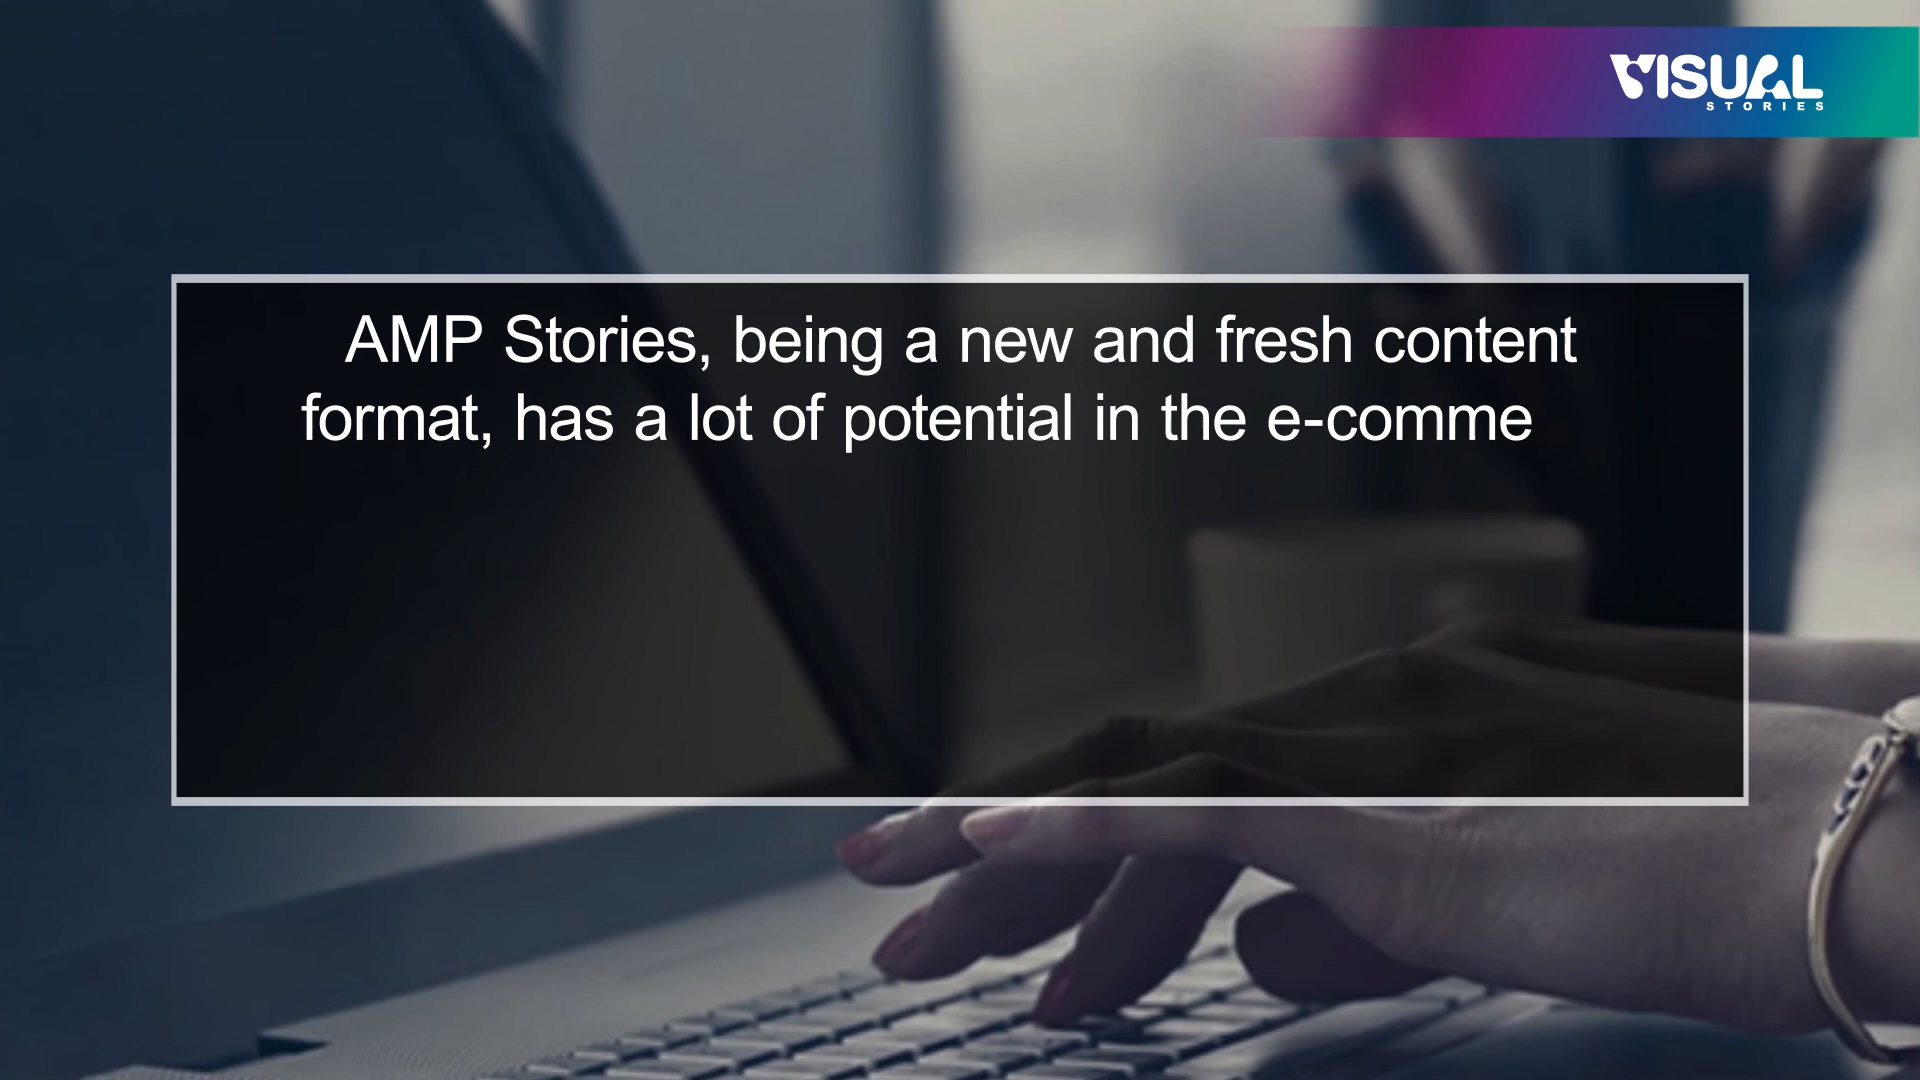 VISUAL
STORIES
AMP Stories, being a new and fresh content
format, has a lot of potential in the e-comme